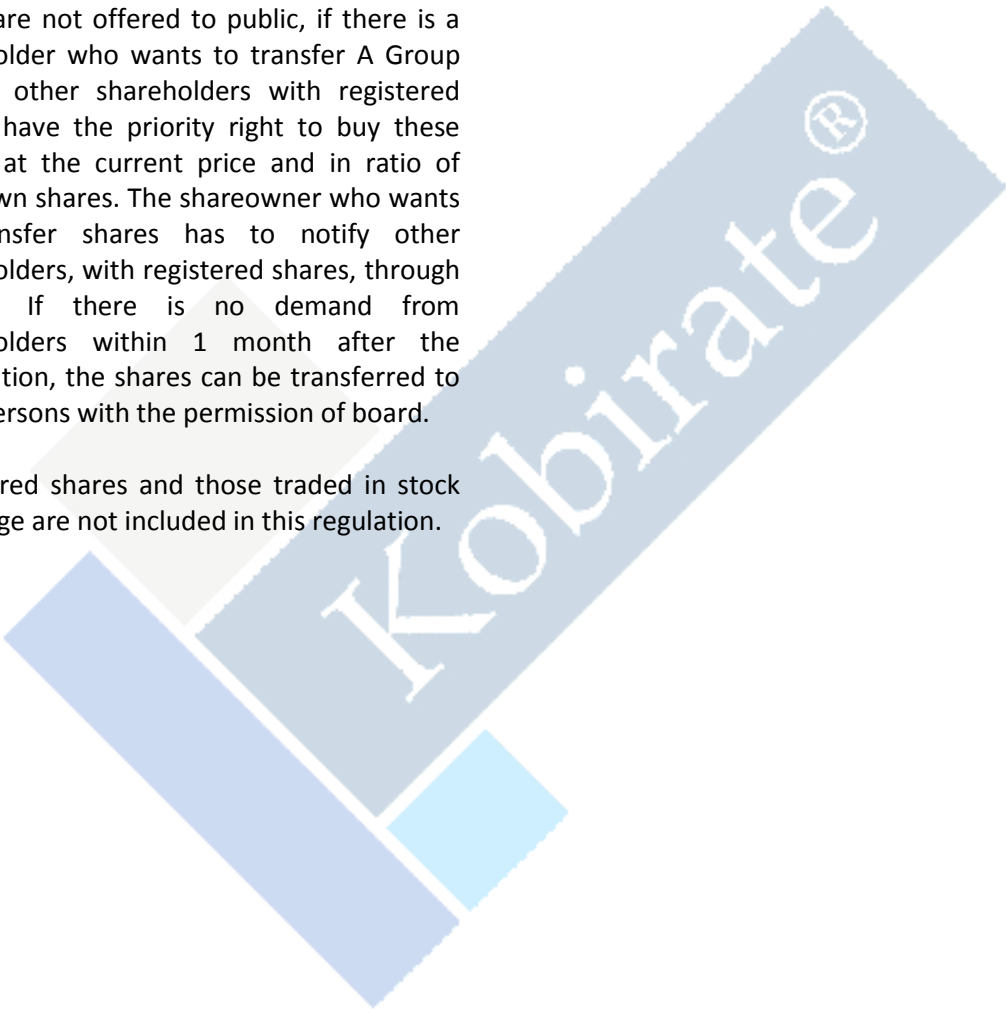 are not offered to public, if there is a
older who wants to transfer A Group
other shareholders with registered
have the priority right to buy these
at the current price and in ratio of
wn shares. The shareowner who wants
nsfer shares has to notify other
olders, with registered shares, through
If there is no demand from
olders within 1 month after the
tion, the shares can be transferred to
ersons with the permission of board.
red shares and those traded in stock
ge are not included in this regulation.
Kobirate ®